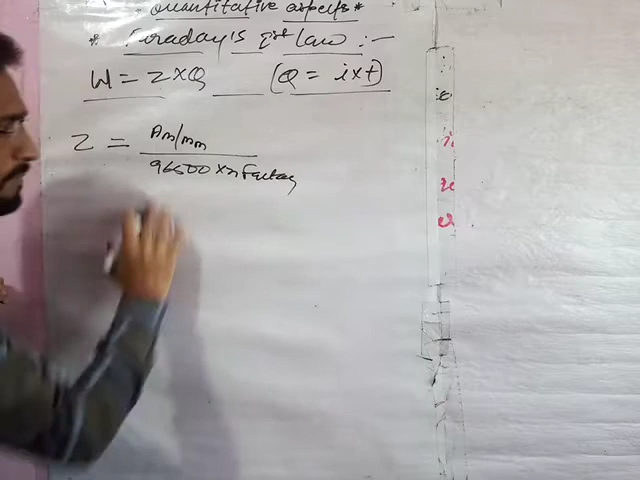 Quantitative aspects *
* Faraday's 1st law :-
W = Z×Q (Q = i×t)
Z = Am/mm
96500 × n Factor